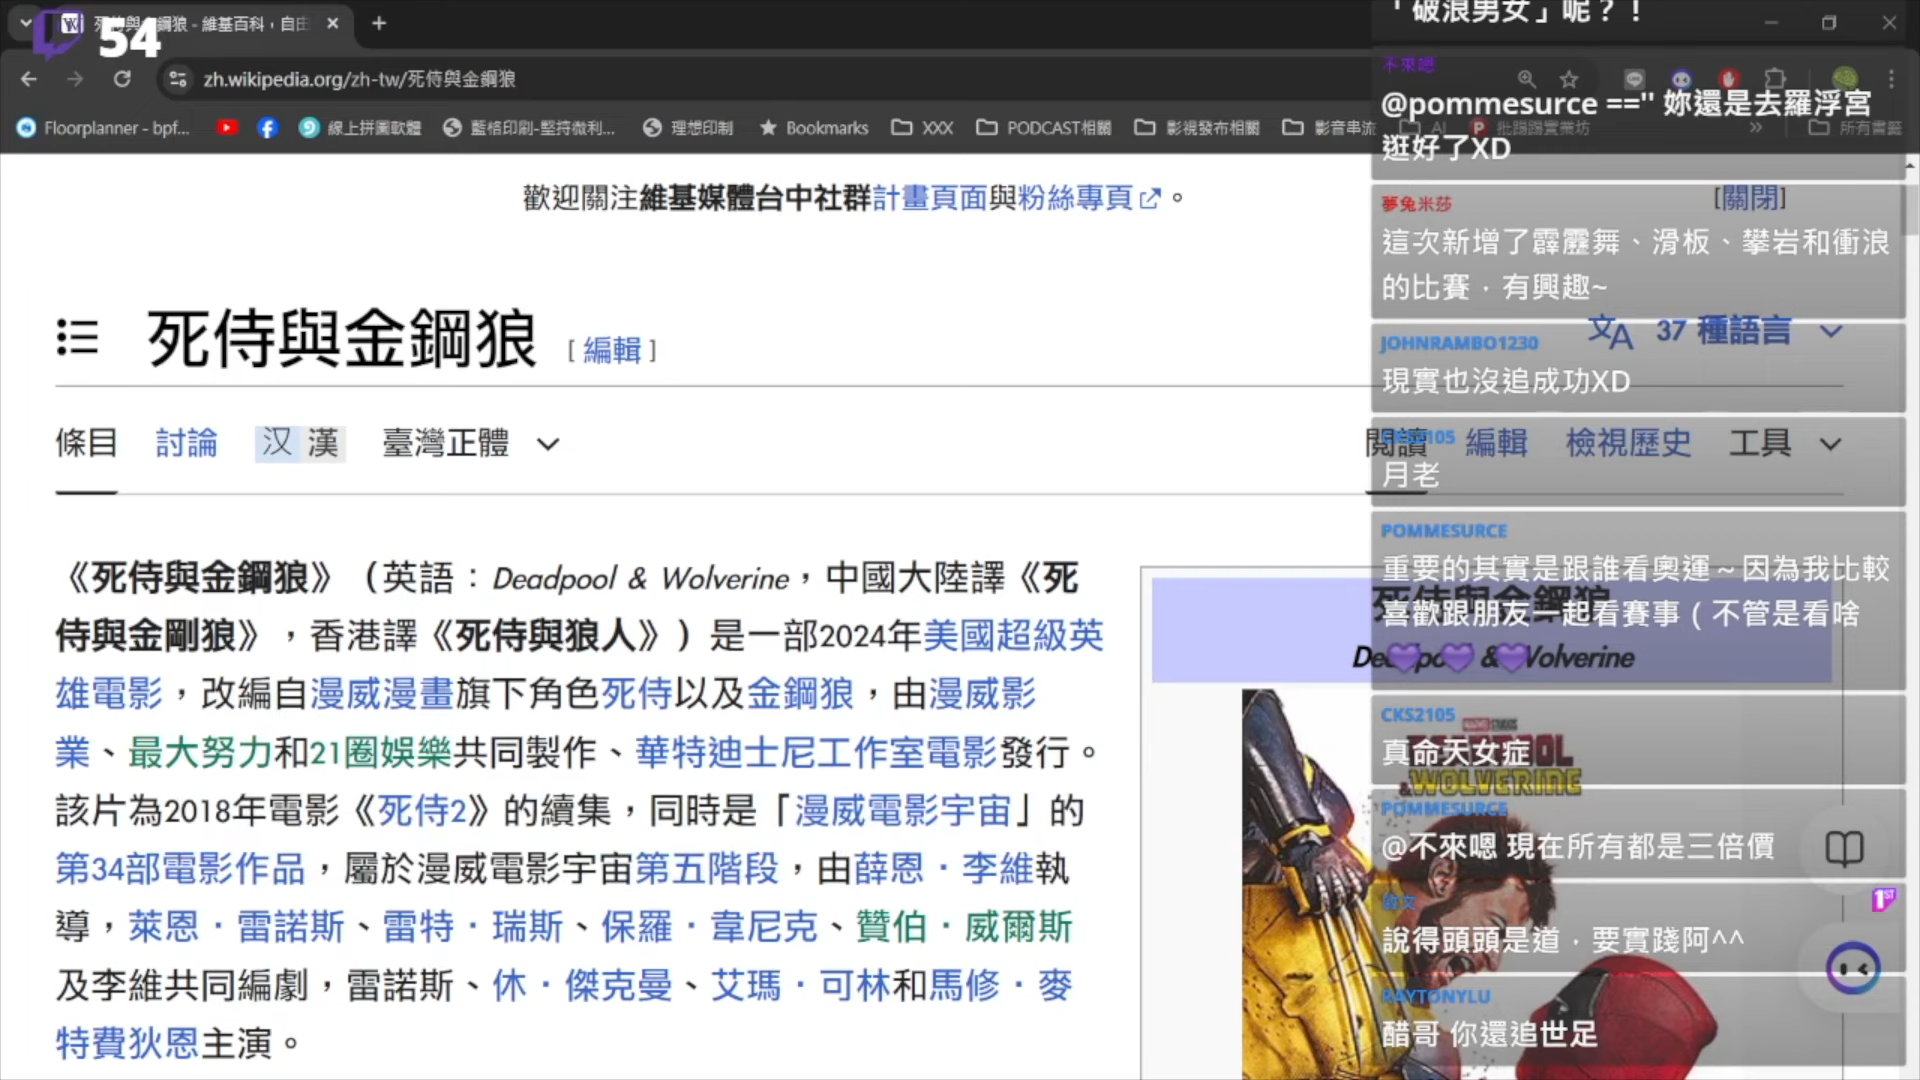 死侍與金鋼狼 - 維基百科，自由
54
zh.wikipedia.org/zh-tw/死侍與金鋼狼
Floorplanner - bpf...
線上拼圖軟體
藍格印刷-堅持微利...
理想印制
Bookmarks
XXX
PODCAST相關
影視發布相關
影音串流
AI
批踢踢實業坊
所有書籤
歡迎關注維基媒體台中社群計畫頁面與粉絲專頁。
[關閉]
死侍與金鋼狼 [編輯]
37 種語言
條目
討論
汉 漢
臺灣正體
閱讀
編輯
檢視歷史
工具
《死侍與金鋼狼》（英語：Deadpool & Wolverine，中國大陸譯《死
侍與金剛狼》，香港譯《死侍與狼人》）是一部2024年美國超級英
雄電影，改編自漫威漫畫旗下角色死侍以及金鋼狼，由漫威影
業、最大努力和21圈娛樂共同製作、華特迪士尼工作室電影發行。
該片為2018年電影《死侍2》的續集，同時是「漫威電影宇宙」的
第34部電影作品，屬於漫威電影宇宙第五階段，由薛恩·李維執
導，萊恩·雷諾斯、雷特·瑞斯、保羅·韋尼克、贊伯·威爾斯
及李維共同編劇，雷諾斯、休·傑克曼、艾瑪·可林和馬修·麥
特費狄恩主演。
死侍與金鋼狼
Deadpool & Wolverine
MARVEL STUDIOS
DEADPOOL
& WOLVERINE
「破浪男女」呢？！
不來嗯
@pommesurce =="  妳還是去羅浮宮
逛好了XD
夢兔米莎
這次新增了霹靂舞、滑板、攀岩和衝浪
的比賽，有興趣~
JOHNRAMBO1230
現實也沒追成功XD
CKS2105
月老
POMMESURCE
重要的其實是跟誰看奧運～因為我比較
喜歡跟朋友一起看賽事（不管是看啥
CKS2105
真命天女症
POMMESURCE
@不來嗯 現在所有都是三倍價
1ST
說得頭頭是道，要實踐阿^^
RAYTONYLU
醋哥 你還追世足